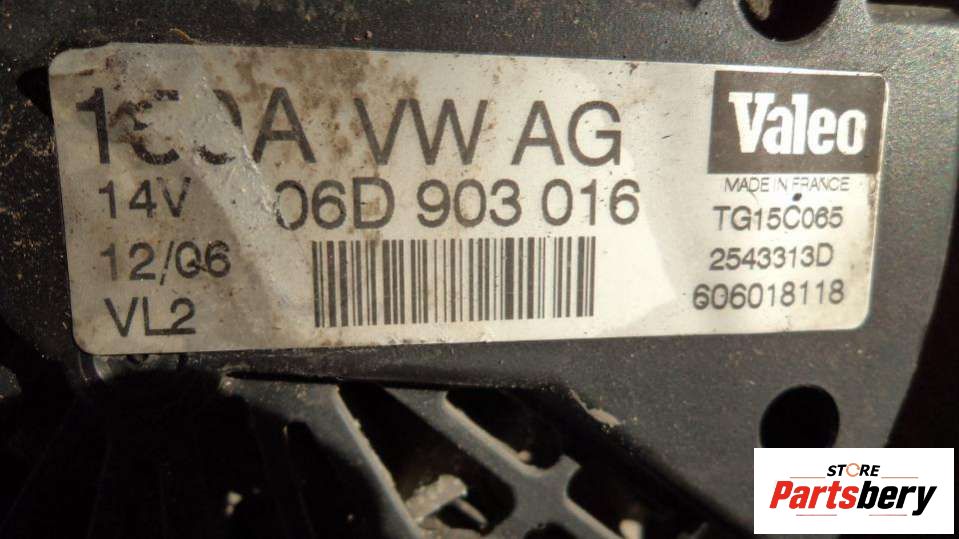 VW AG
14V 06D 903 016
12/06
VL2
Valeo
MADE IN FRANCE
TG15C065
2543313D
606018118
STORE
Partsbery